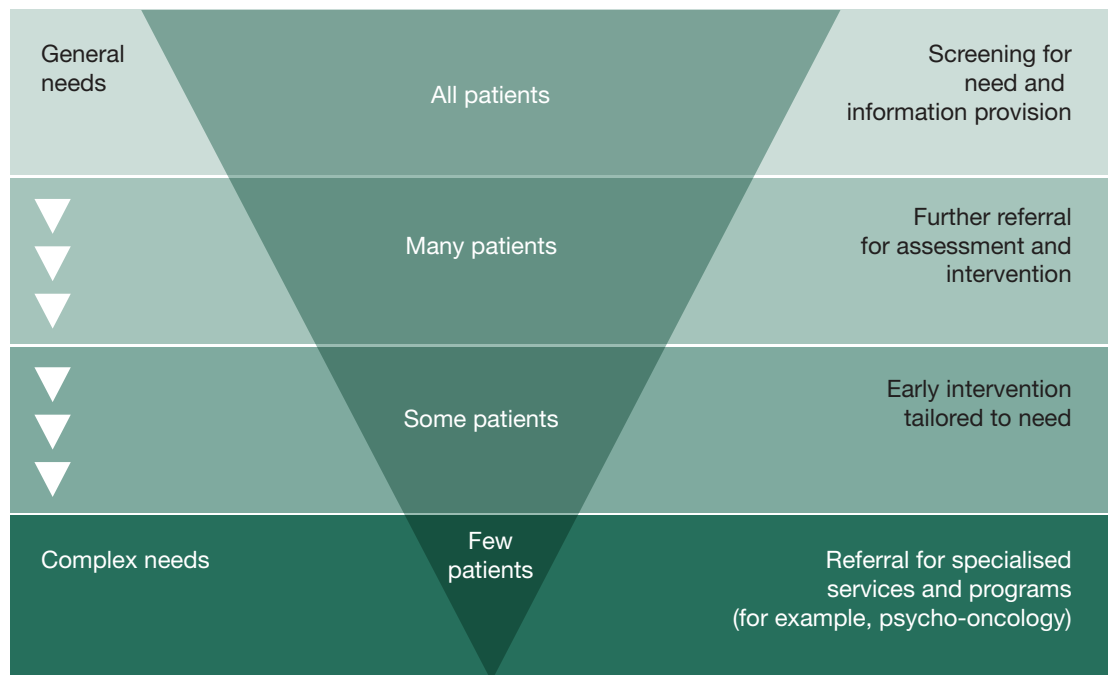 General
needs
All patients
Screening for
need and
information provision
Many patients
Further referral
for assessment and
intervention
Some patients
Early intervention
tailored to need
Complex needs
Few
patients
Referral for specialised
services and programs
(for example, psycho-oncology)